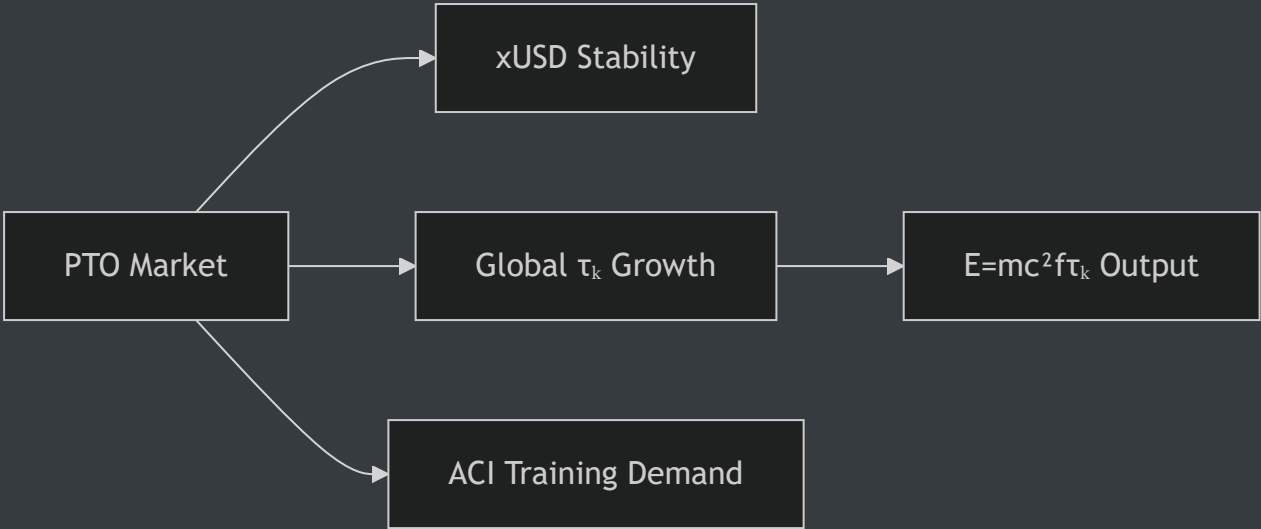 xUSD Stability
PTO Market
Global τₖ Growth
E=mc²fτₖ Output
ACI Training Demand